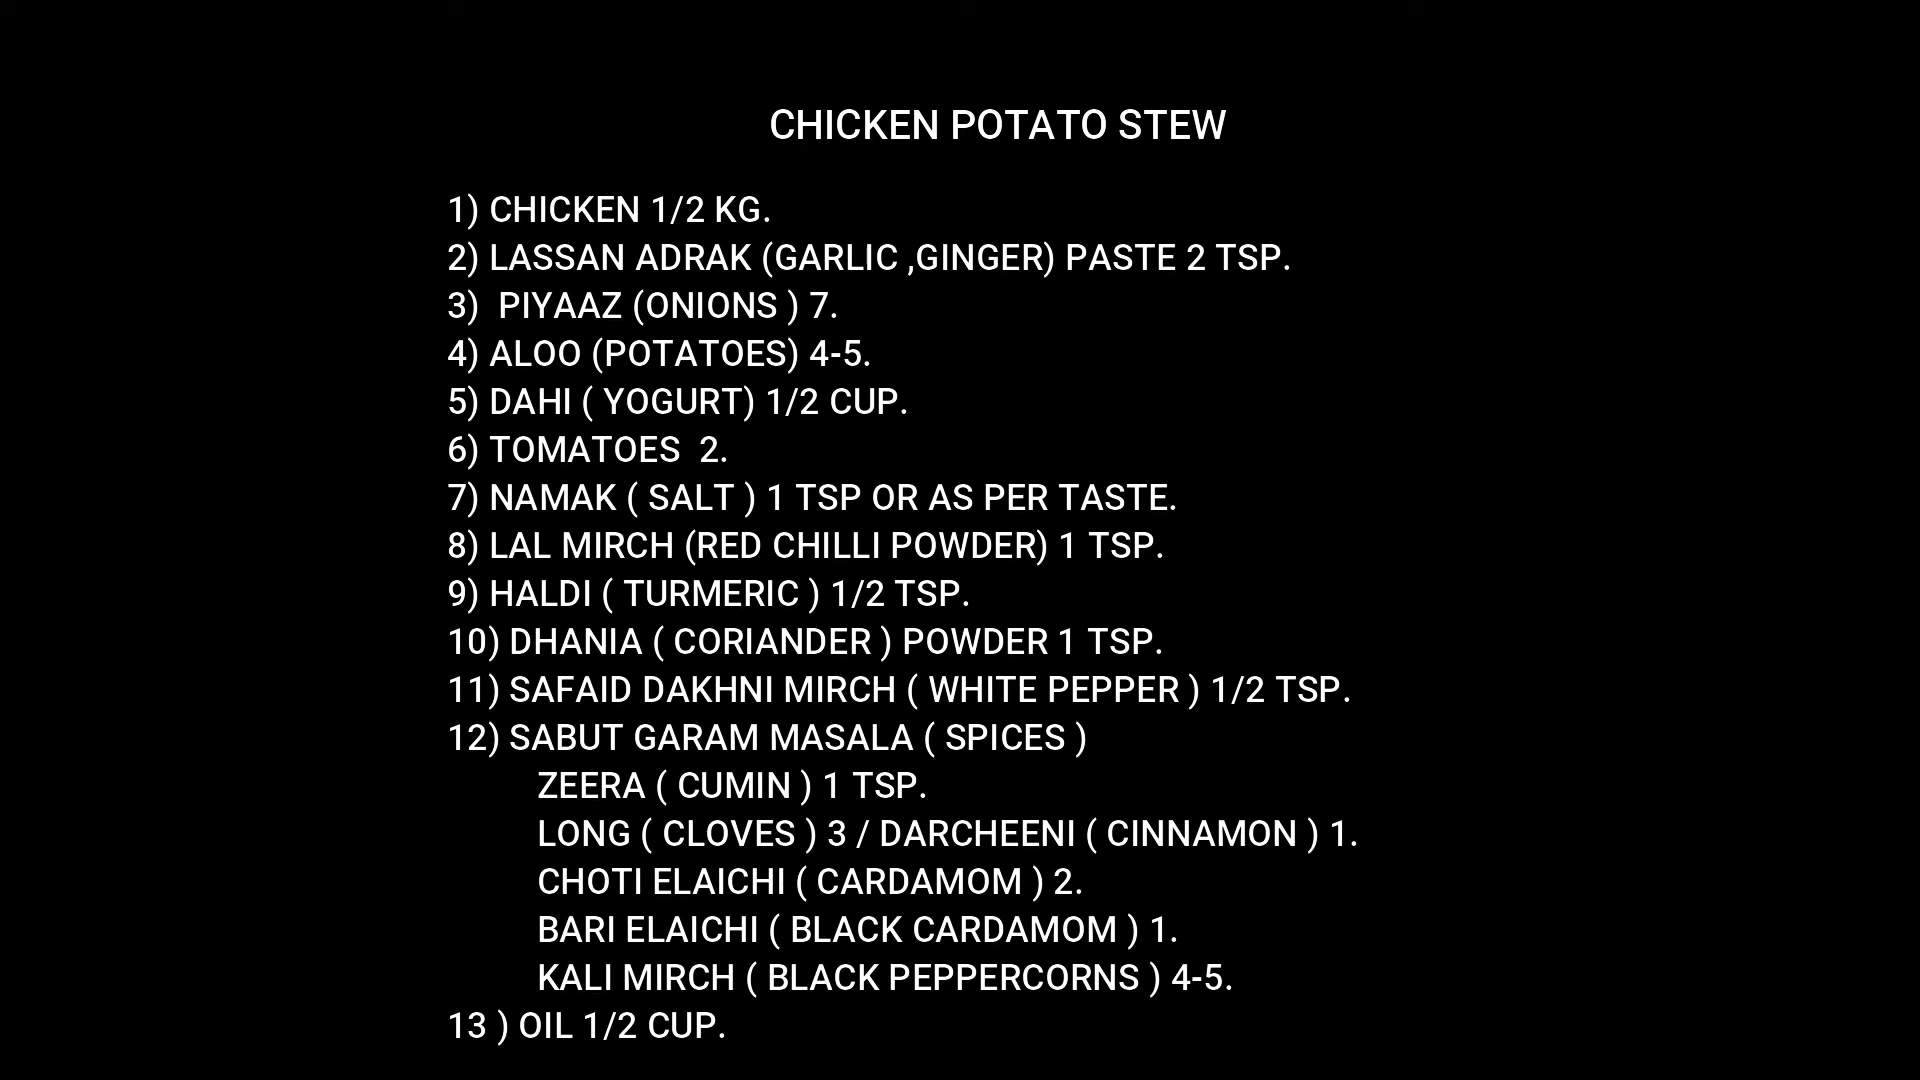 CHICKEN POTATO STEW
1) CHICKEN 1/2 KG.
2) LASSAN ADRAK (GARLIC ,GINGER) PASTE 2 TSP.
3)  PIYAAZ (ONIONS ) 7.
4) ALOO (POTATOES) 4-5.
5) DAHI ( YOGURT) 1/2 CUP.
6) TOMATOES  2.
7) NAMAK ( SALT ) 1 TSP OR AS PER TASTE.
8) LAL MIRCH (RED CHILLI POWDER) 1 TSP.
9) HALDI ( TURMERIC ) 1/2 TSP.
10) DHANIA ( CORIANDER ) POWDER 1 TSP.
11) SAFAID DAKHNI MIRCH ( WHITE PEPPER ) 1/2 TSP.
12) SABUT GARAM MASALA ( SPICES )
ZEERA ( CUMIN ) 1 TSP.
LONG ( CLOVES ) 3 / DARCHEENI ( CINNAMON ) 1.
CHOTI ELAICHI ( CARDAMOM ) 2.
BARI ELAICHI ( BLACK CARDAMOM ) 1.
KALI MIRCH ( BLACK PEPPERCORNS ) 4-5.
13 ) OIL 1/2 CUP.